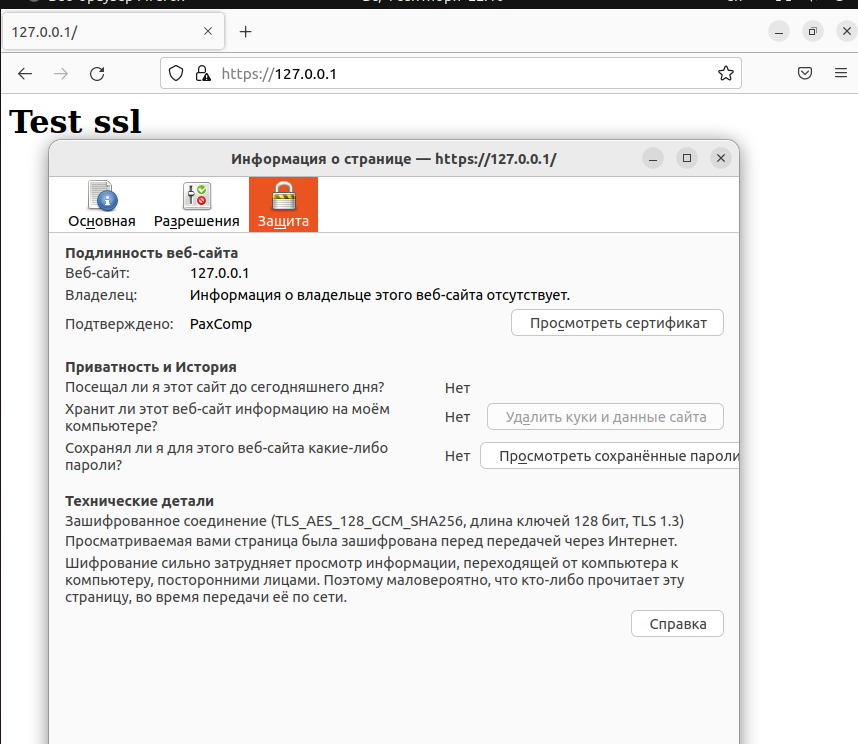 127.0.0.1/
https://127.0.0.1
Test ssl
Информация о странице — https://127.0.0.1/
Основная
Разрешения
Защита
Подлинность веб-сайта
Веб-сайт: 127.0.0.1
Владелец: Информация о владельце этого веб-сайта отсутствует.
Подтверждено: PaxComp
Просмотреть сертификат
Приватность и История
Посещал ли я этот сайт до сегодняшнего дня? Нет
Хранит ли этот веб-сайт информацию на моём
компьютере?
Нет
Удалить куки и данные сайта
Сохранял ли я для этого веб-сайта какие-либо
пароли?
Нет
Просмотреть сохранённые пароли
Технические детали
Зашифрованное соединение (TLS_AES_128_GCM_SHA256, длина ключей 128 бит, TLS 1.3)
Просматриваемая вами страница была зашифрована перед передачей через Интернет.
Шифрование сильно затрудняет просмотр информации, переходящей от компьютера к
компьютеру, посторонними лицами. Поэтому маловероятно, что кто-либо прочитает эту
страницу, во время передачи её по сети.
Справка